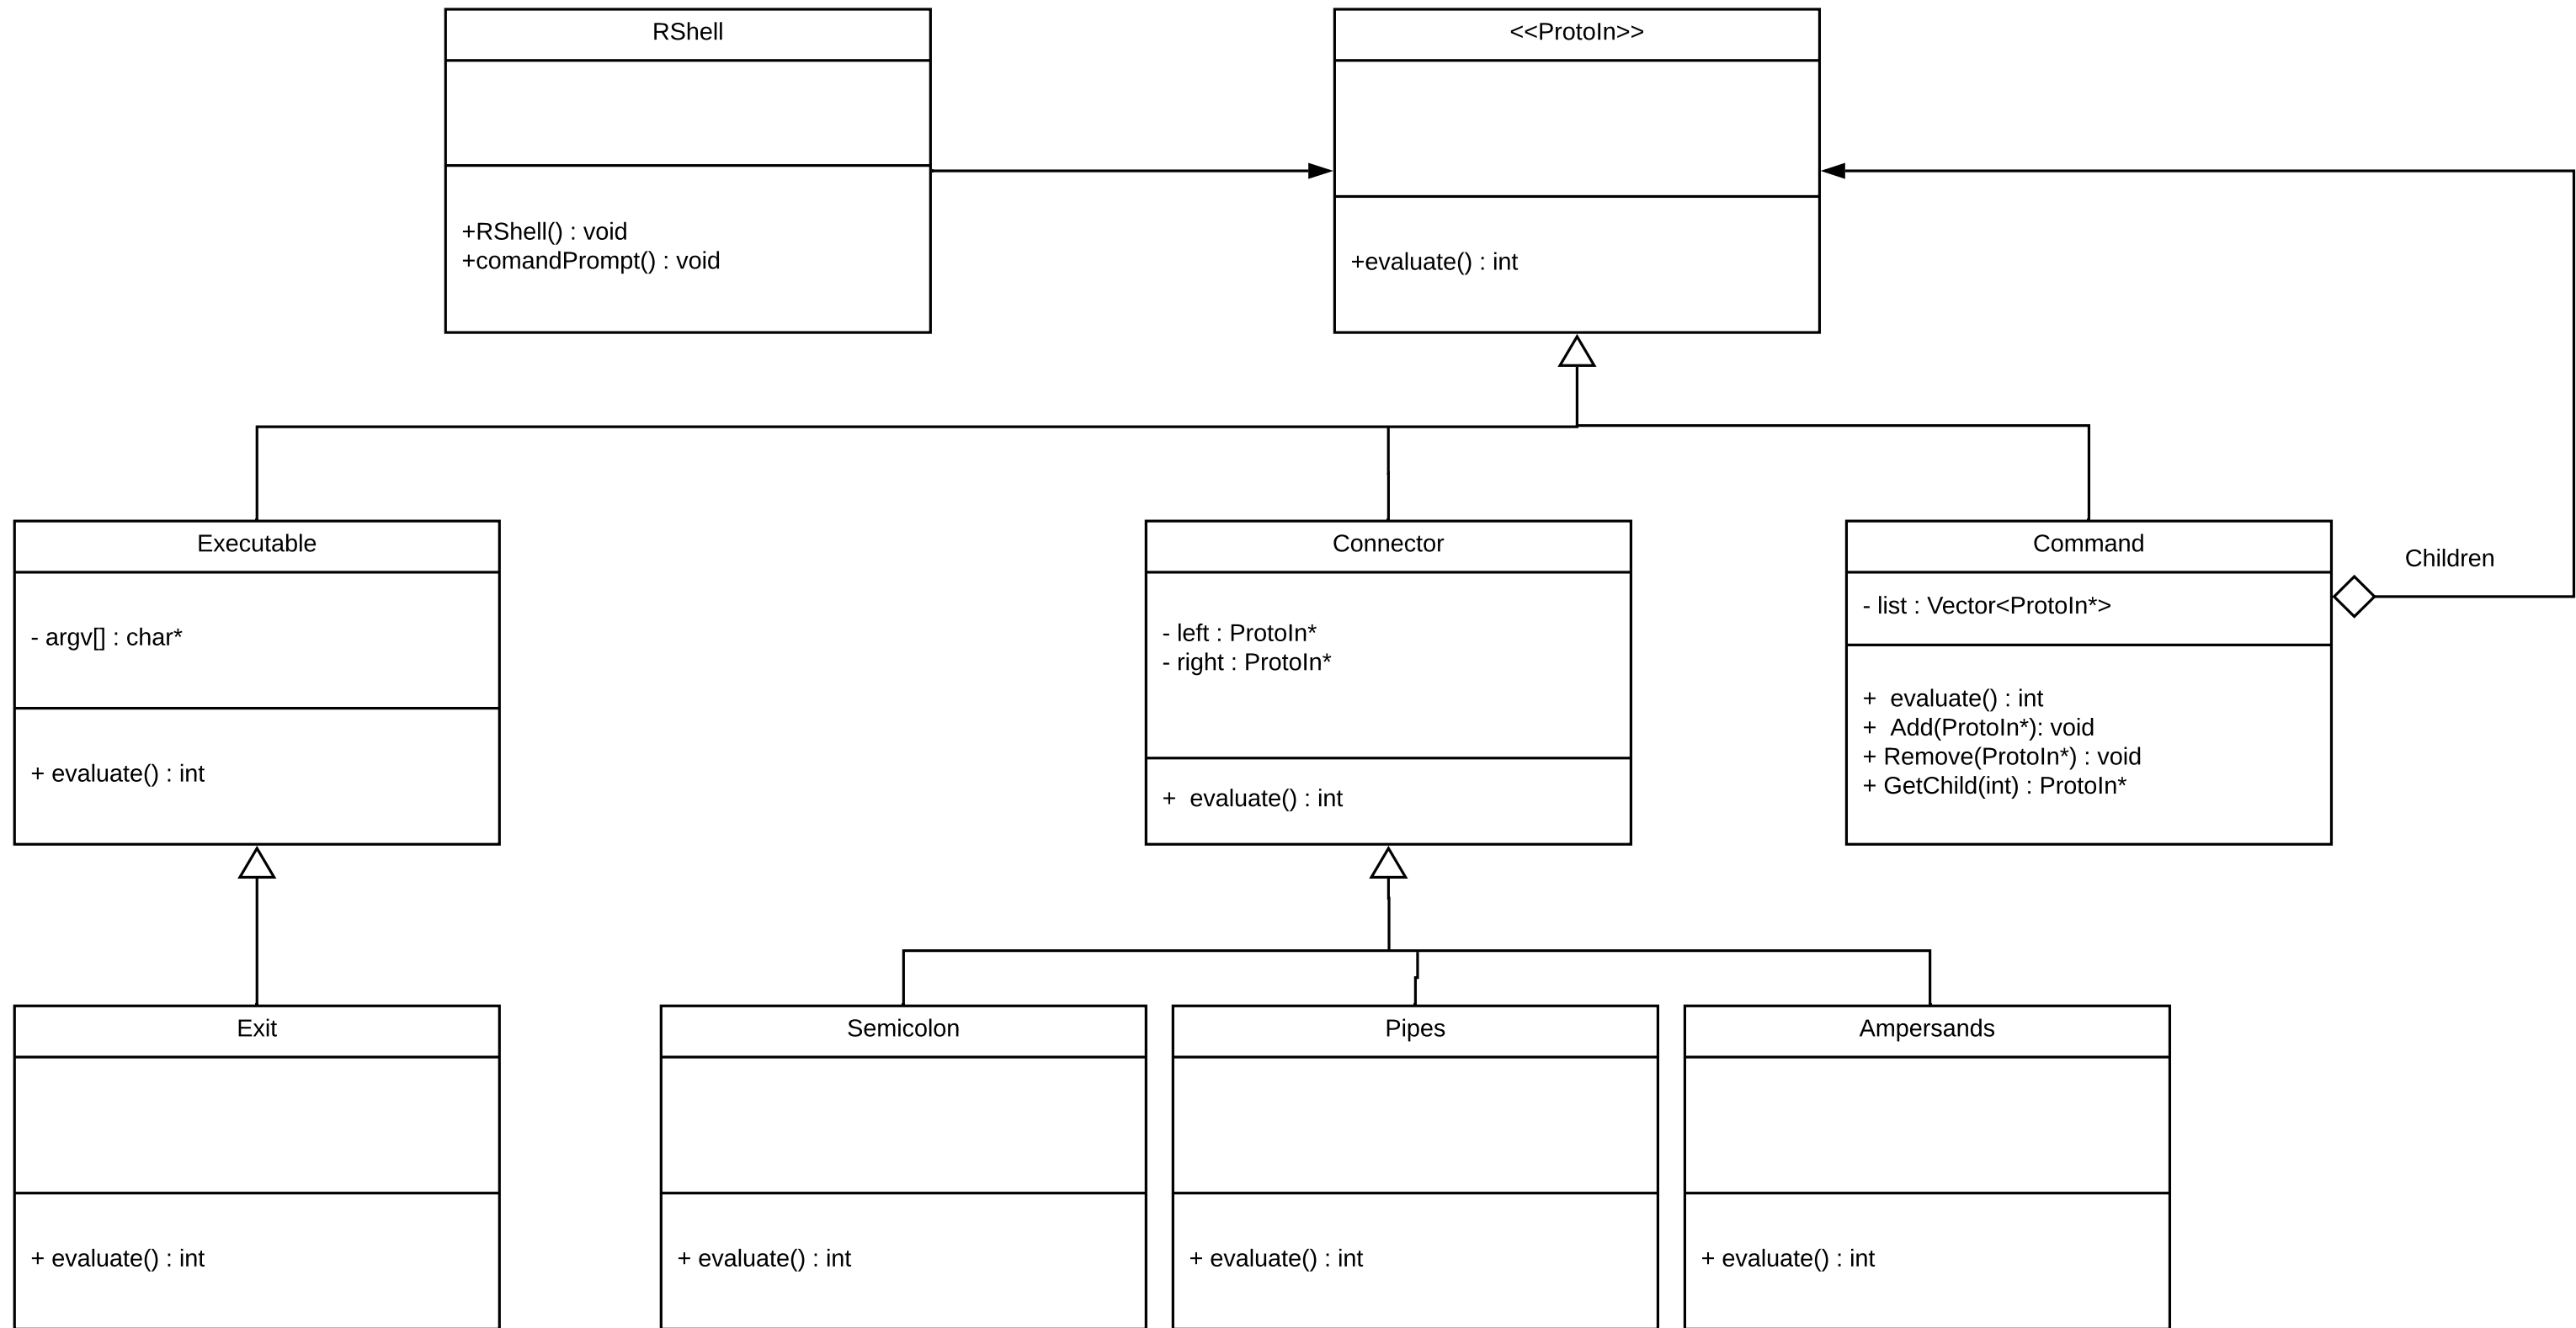 RShell
+RShell() : void
+comandPrompt() : void
<<ProtoIn>>
+evaluate() : int
Executable
- argv[] : char*
+ evaluate() : int
Connector
- left : ProtoIn*
- right : ProtoIn*
+  evaluate() : int
Command
- list : Vector<ProtoIn*>
+  evaluate() : int
+  Add(ProtoIn*): void
+ Remove(ProtoIn*) : void
+ GetChild(int) : ProtoIn*
Children
Exit
+ evaluate() : int
Semicolon
+ evaluate() : int
Pipes
+ evaluate() : int
Ampersands
+ evaluate() : int